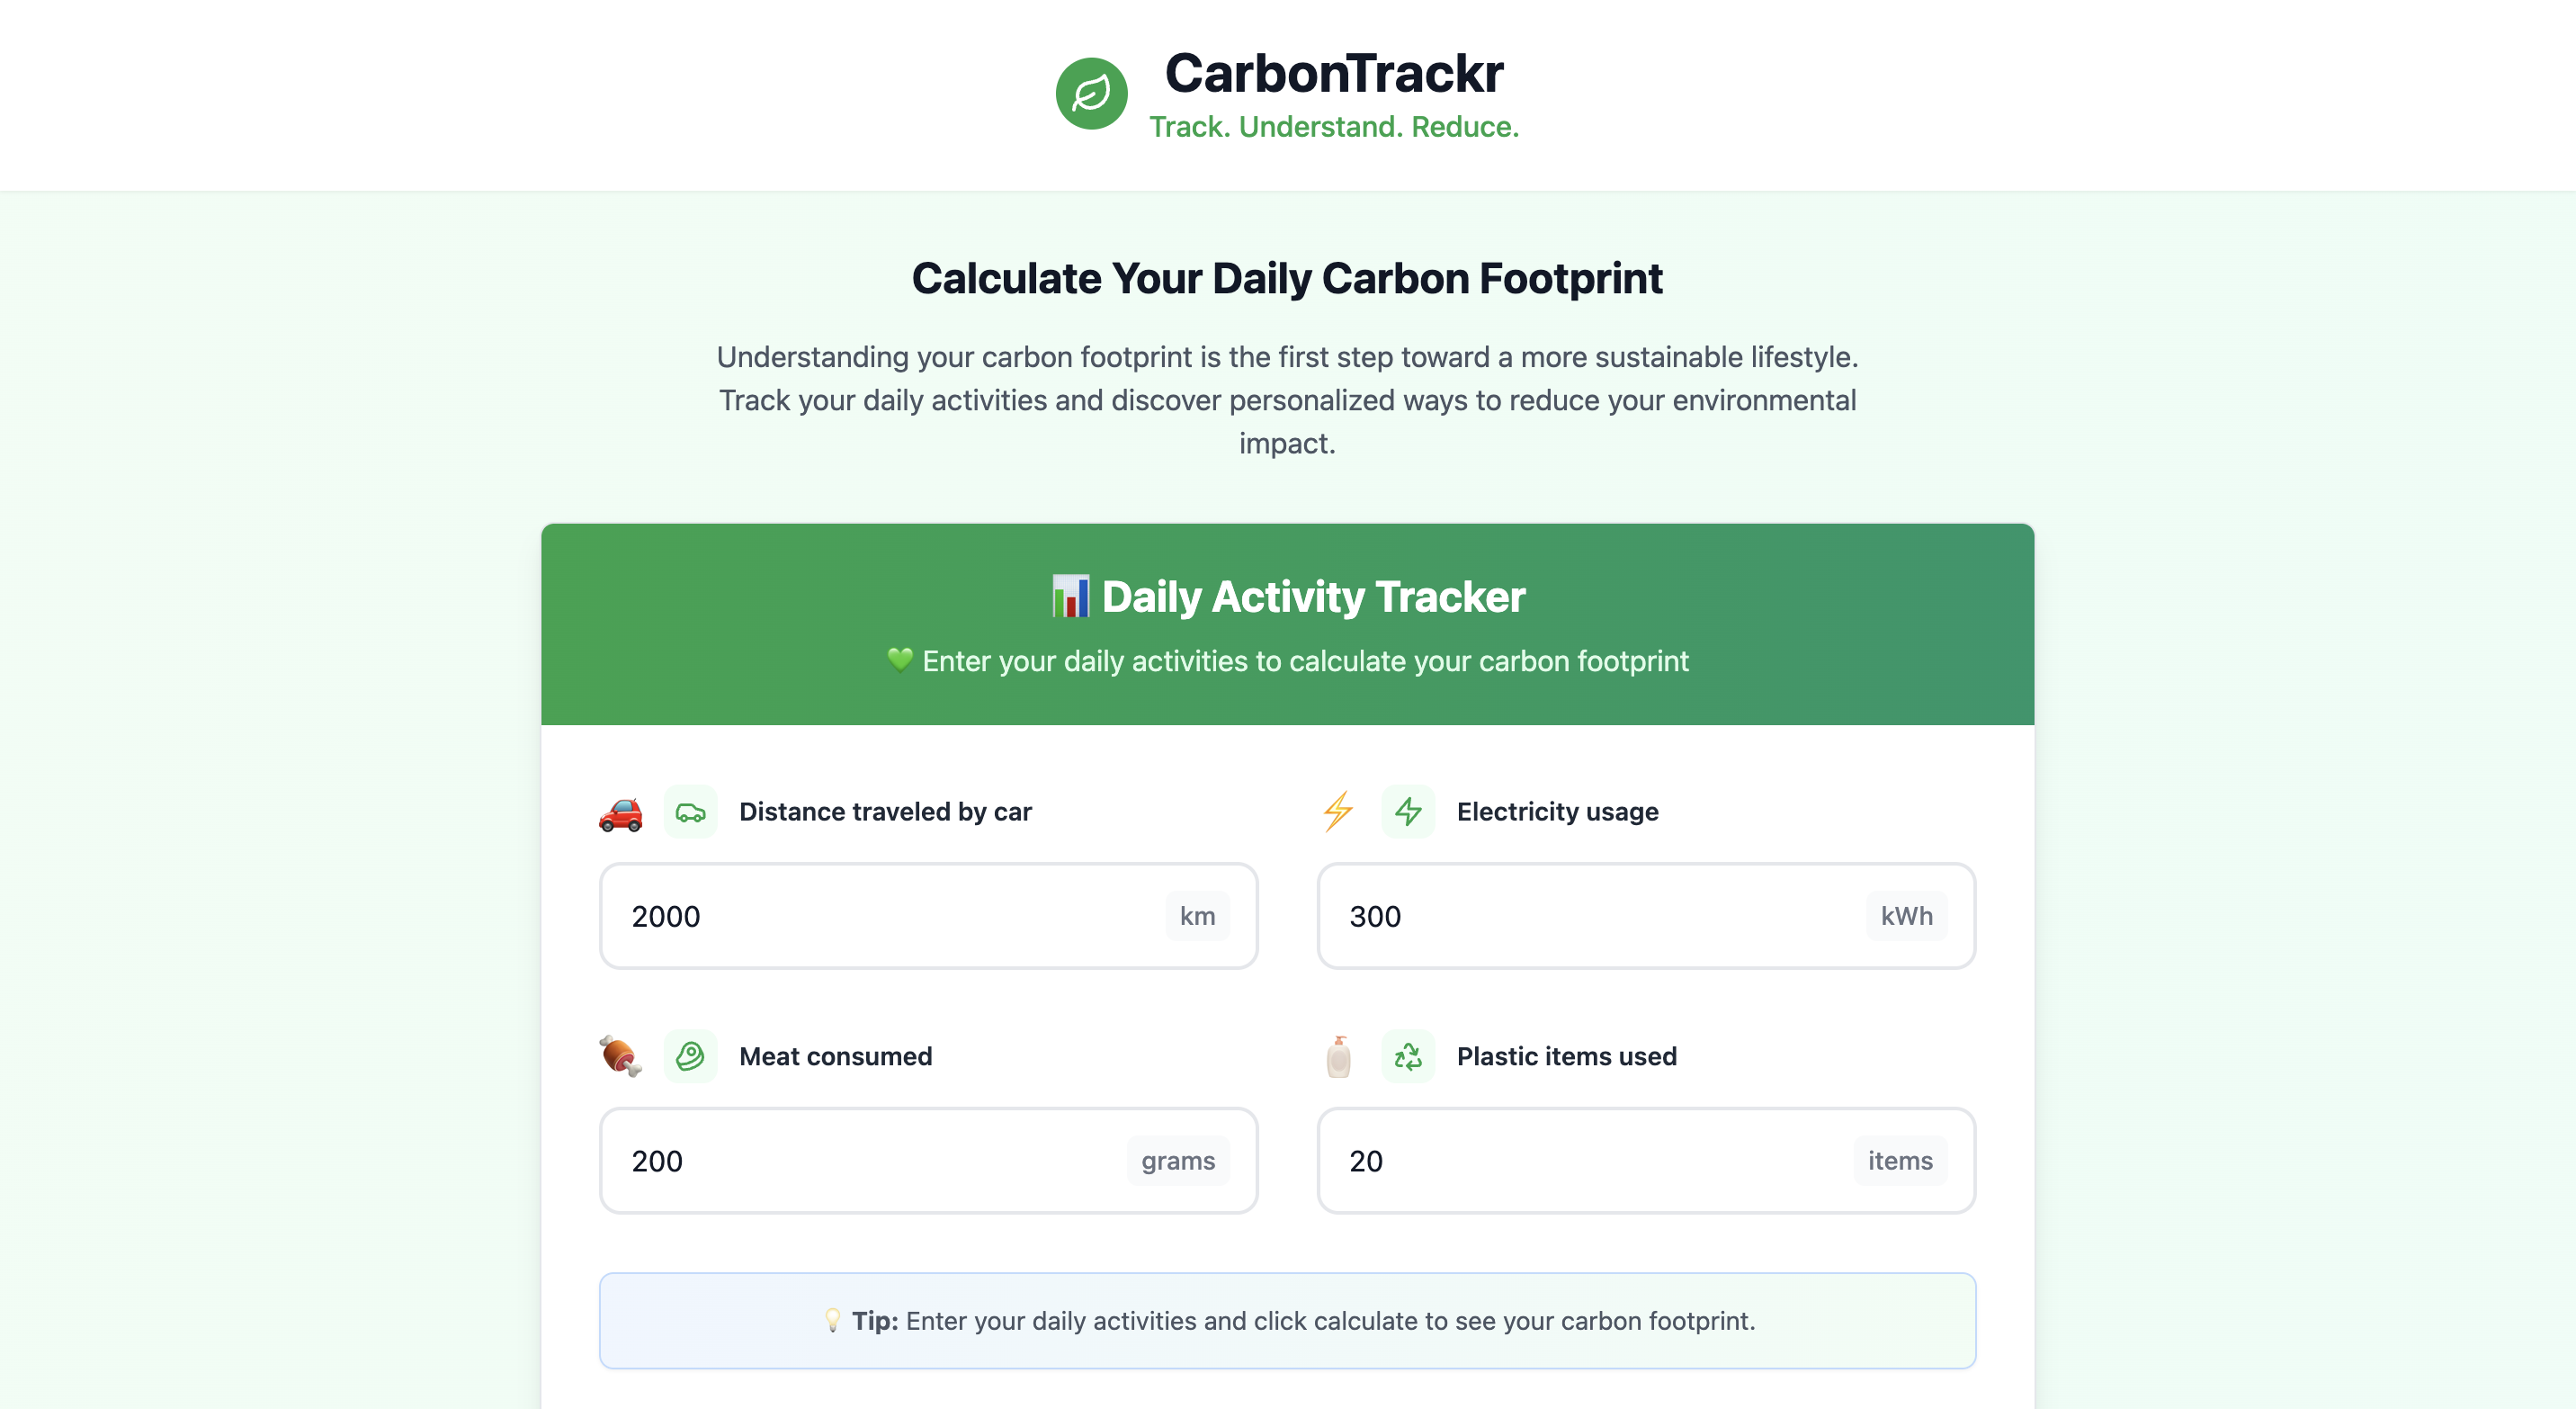 CarbonTrackr
Track. Understand. Reduce.
Calculate Your Daily Carbon Footprint
Understanding your carbon footprint is the first step toward a more sustainable lifestyle.
Track your daily activities and discover personalized ways to reduce your environmental
impact.
📊 Daily Activity Tracker
💚 Enter your daily activities to calculate your carbon footprint
Distance traveled by car
2000 km
Electricity usage
300 kWh
Meat consumed
200 grams
Plastic items used
20 items
💡 Tip: Enter your daily activities and click calculate to see your carbon footprint.